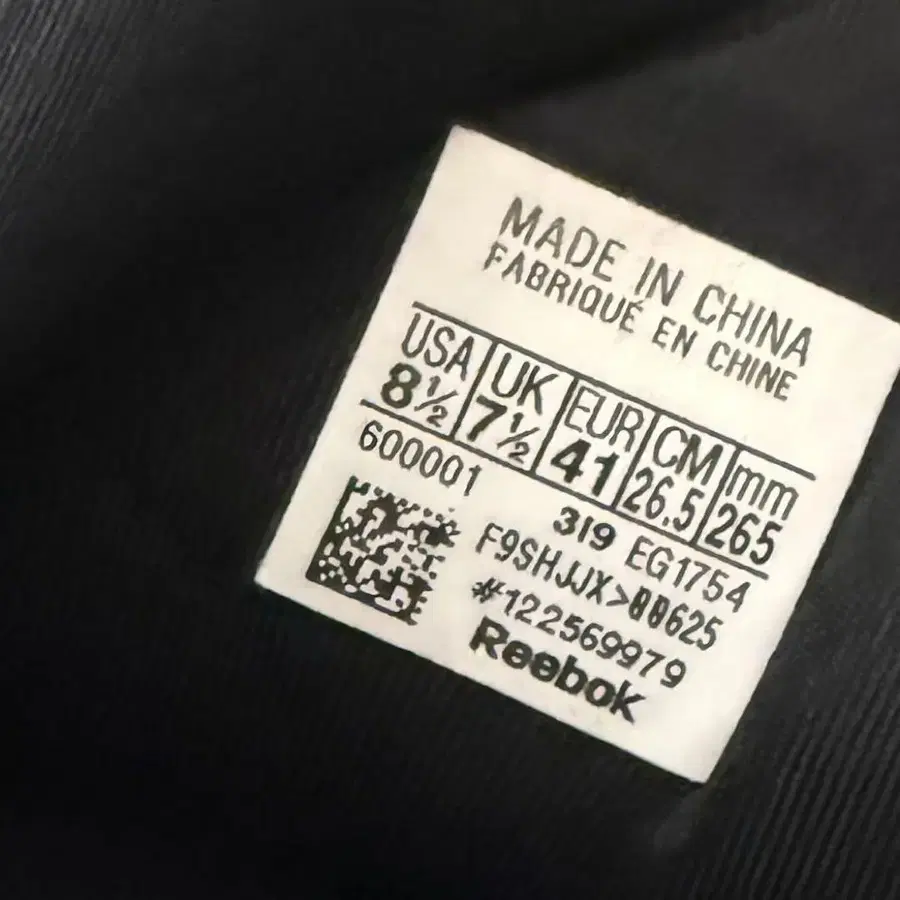 MADE IN CHINA
FABRIQUÉ EN CHINE
USA UK EUR CM mm
8½ 7½ 41 26.5 265
600001 319 EG1754
F9SHJJX>00625
#122569979
Reebok